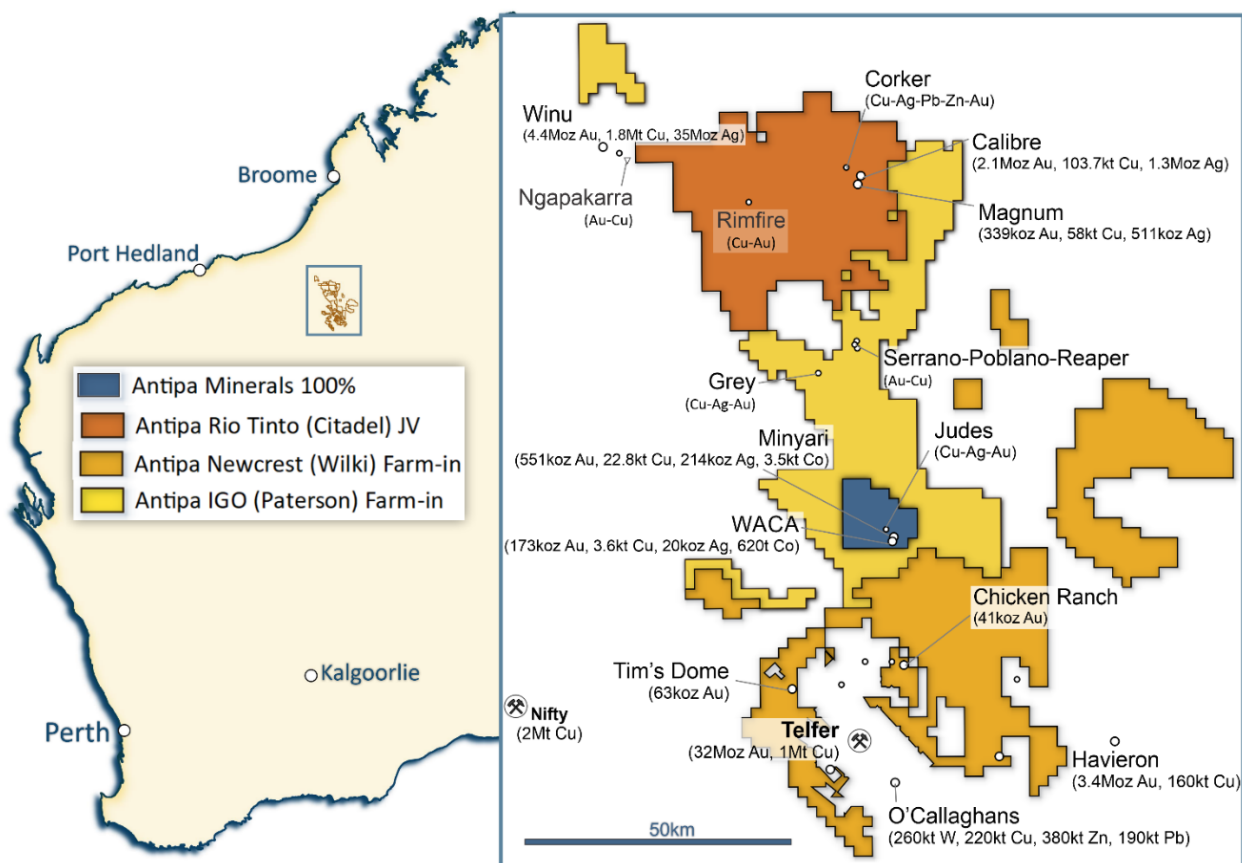 Broome
Port Hedland
Antipa Minerals 100%
Antipa Rio Tinto (Citadel) JV
Antipa Newcrest (Wilki) Farm-in
Antipa IGO (Paterson) Farm-in
Kalgoorlie
Perth
Corker
(Cu-Ag-Pb-Zn-Au)
Winu
(4.4Moz Au, 1.8Mt Cu, 35Moz Ag)
Calibre
(2.1Moz Au, 103.7kt Cu, 1.3Moz Ag)
Ngapakarra
(Au-Cu)
Rimfire
(Cu-Au)
Magnum
(339koz Au, 58kt Cu, 511koz Ag)
Serrano-Poblano-Reaper
(Au-Cu)
Grey
(Cu-Ag-Au)
Minyari
(551koz Au, 22.8kt Cu, 214koz Ag, 3.5kt Co)
Judes
(Cu-Ag-Au)
WACA
(173koz Au, 3.6kt Cu, 20koz Ag, 620t Co)
Chicken Ranch
(41koz Au)
Tim's Dome
(63koz Au)
Nifty
(2Mt Cu)
Telfer
(32Moz Au, 1Mt Cu)
Havieron
(3.4Moz Au, 160kt Cu)
O'Callaghans
(260kt W, 220kt Cu, 380kt Zn, 190kt Pb)
50km